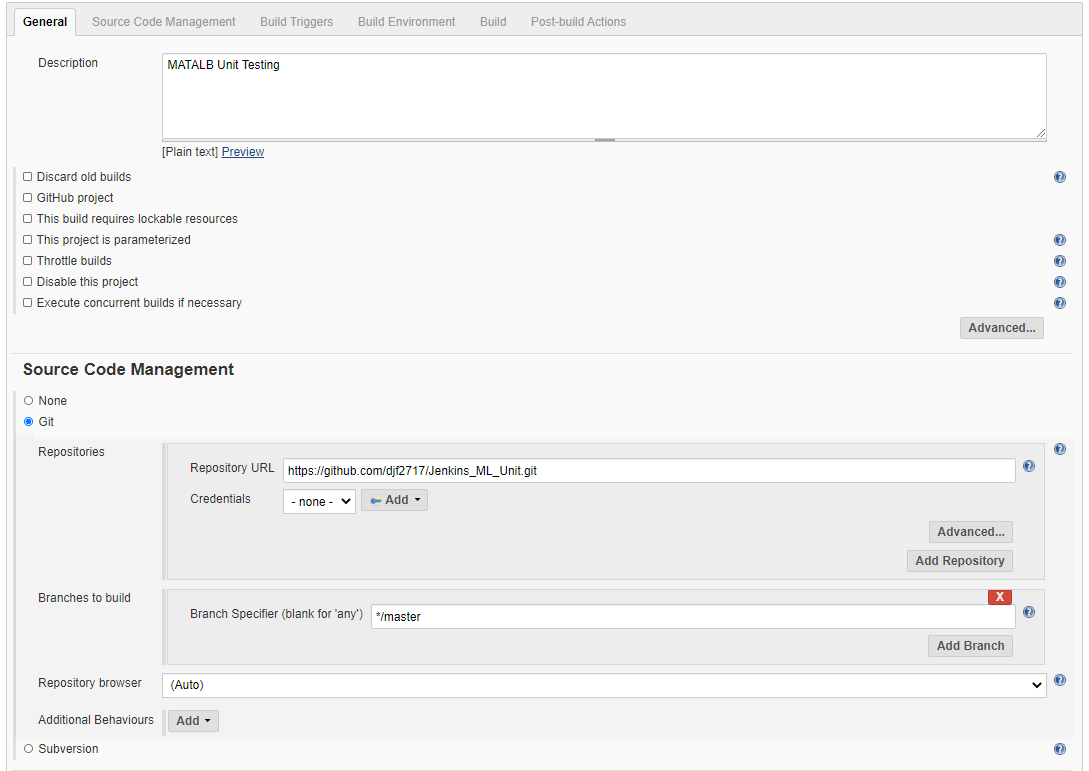 General Source Code Management Build Triggers Build Environment Build Post-build Actions
Description
MATALB Unit Testing
[Plain text] Preview
Discard old builds
GitHub project
This build requires lockable resources
This project is parameterized
Throttle builds
Disable this project
Execute concurrent builds if necessary
Advanced...
Source Code Management
None
Git
Repositories
Repository URL https://github.com/djf2717/Jenkins_ML_Unit.git
Credentials - none - Add
Advanced...
Add Repository
Branches to build
X
Branch Specifier (blank for 'any') */master
Add Branch
Repository browser (Auto)
Additional Behaviours Add
Subversion